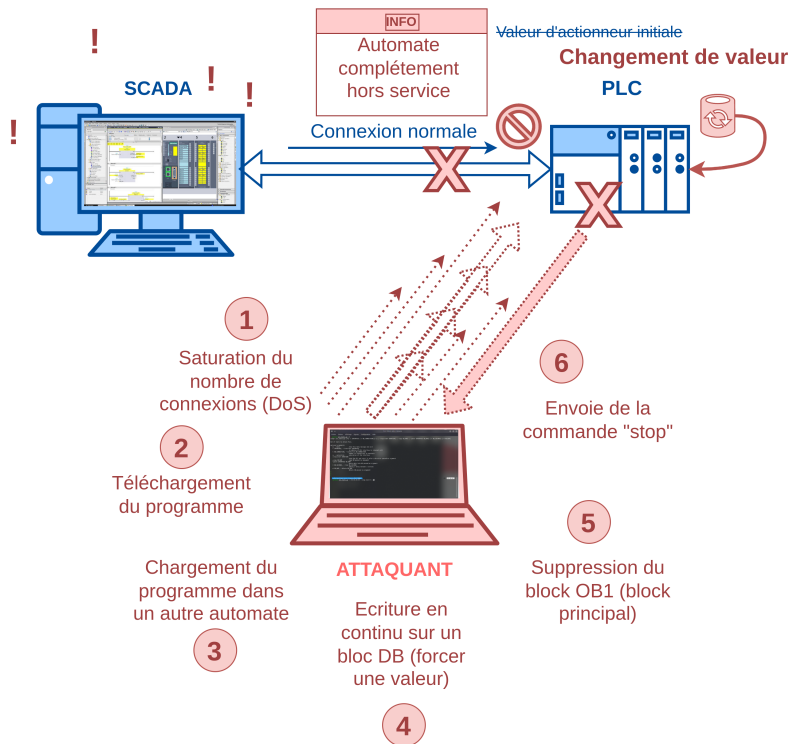 INFO
Automate
complétement
hors service
Valeur d'actionneur initiale
Changement de valeur
!
!
!
!
SCADA
PLC
Connexion normale
X
X
1
Saturation du
nombre de
connexions (DoS)
2
Téléchargement
du programme
Chargement du
programme dans
un autre automate
3
ATTAQUANT
Ecriture en
continu sur un
bloc DB (forcer
une valeur)
4
5
Suppression du
block OB1 (block
principal)
6
Envoie de la
commande "stop"